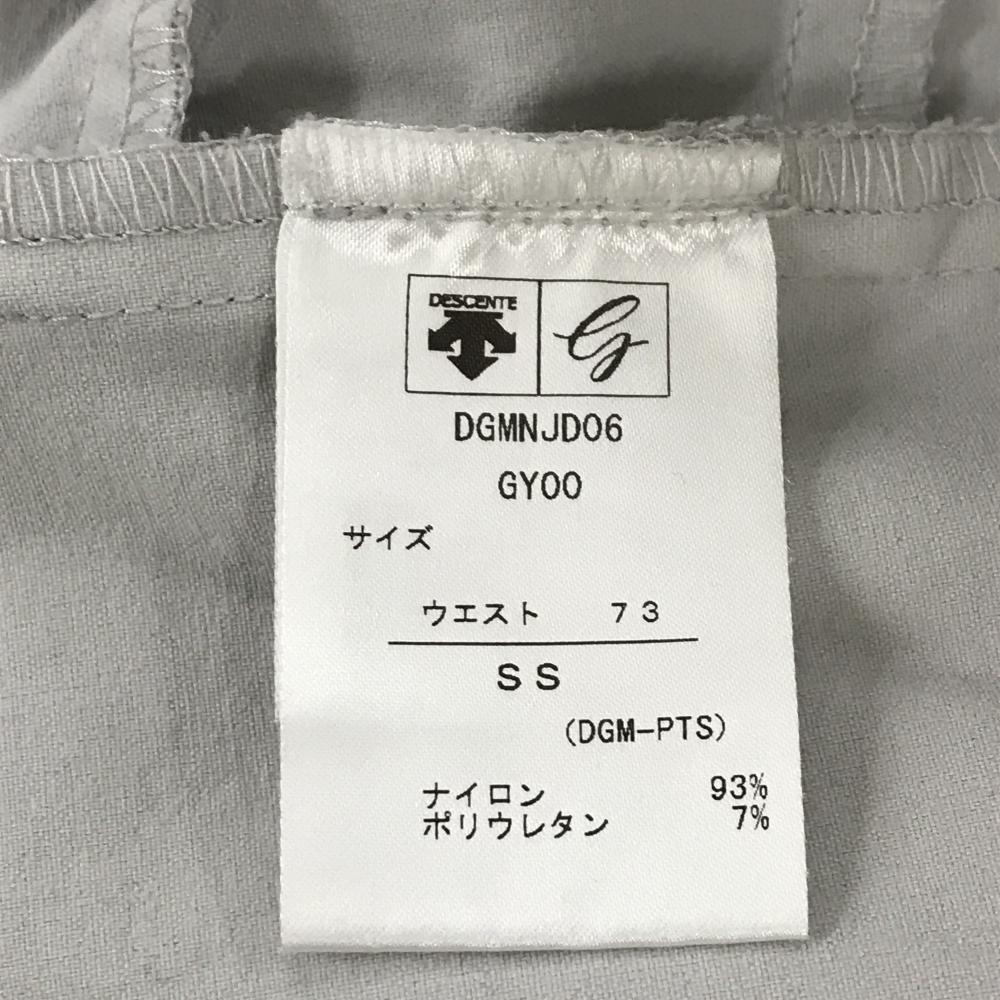 DESCENTE
G
DGMNJD06
GY00
サイズ
ウエスト 73
SS
(DGM-PTS)
ナイロン 93%
ポリウレタン 7%